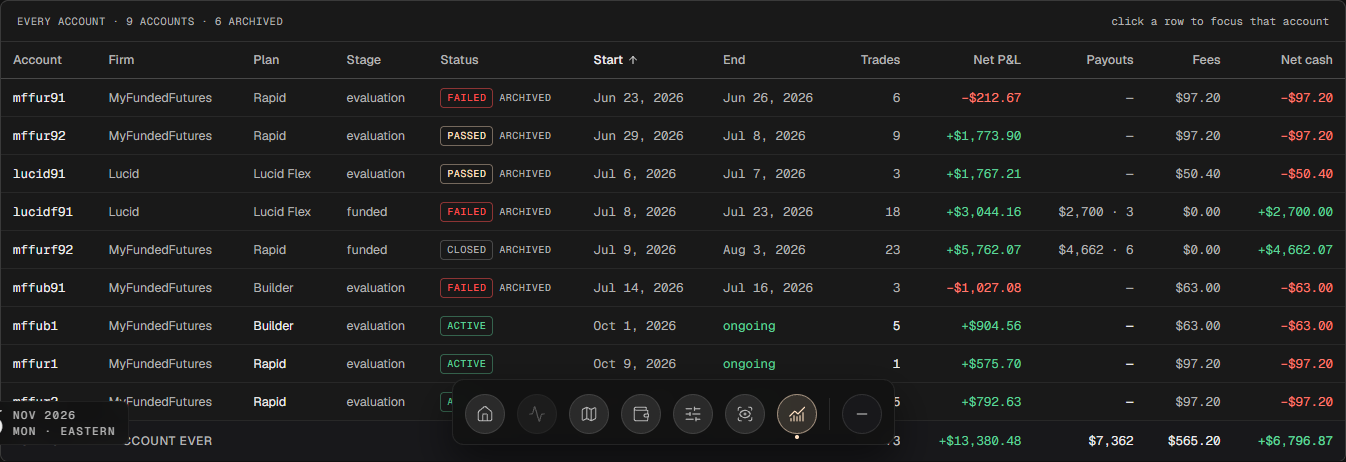 EVERY ACCOUNT · 9 ACCOUNTS · 6 ARCHIVED click a row to focus that account
Account Firm Plan Stage Status Start ↑ End Trades Net P&L Payouts Fees Net cash
mffur91 MyFundedFutures Rapid evaluation FAILED ARCHIVED Jun 23, 2026 Jun 26, 2026 6 −$212.67 — $97.20 −$97.20
mffur92 MyFundedFutures Rapid evaluation PASSED ARCHIVED Jun 29, 2026 Jul 8, 2026 9 +$1,773.90 — $97.20 −$97.20
lucid91 Lucid Lucid Flex evaluation PASSED ARCHIVED Jul 6, 2026 Jul 7, 2026 3 +$1,767.21 — $50.40 −$50.40
lucidf91 Lucid Lucid Flex funded FAILED ARCHIVED Jul 8, 2026 Jul 23, 2026 18 +$3,044.16 $2,700 · 3 $0.00 +$2,700.00
mffurf92 MyFundedFutures Rapid funded CLOSED ARCHIVED Jul 9, 2026 Aug 3, 2026 23 +$5,762.07 $4,662 · 6 $0.00 +$4,662.07
mffub91 MyFundedFutures Builder evaluation FAILED ARCHIVED Jul 14, 2026 Jul 16, 2026 3 −$1,027.08 — $63.00 −$63.00
mffub1 MyFundedFutures Builder evaluation ACTIVE Oct 1, 2026 ongoing 5 +$904.56 — $63.00 −$63.00
mffur1 MyFundedFutures Rapid evaluation ACTIVE Oct 9, 2026 ongoing 1 +$575.70 — $97.20 −$97.20
MyFundedFutures Rapid evaluation +$792.63 — $97.20 −$97.20
NOV 2026
MON · EASTERN
EVER +$13,380.48 $7,362 $565.20 +$6,796.87